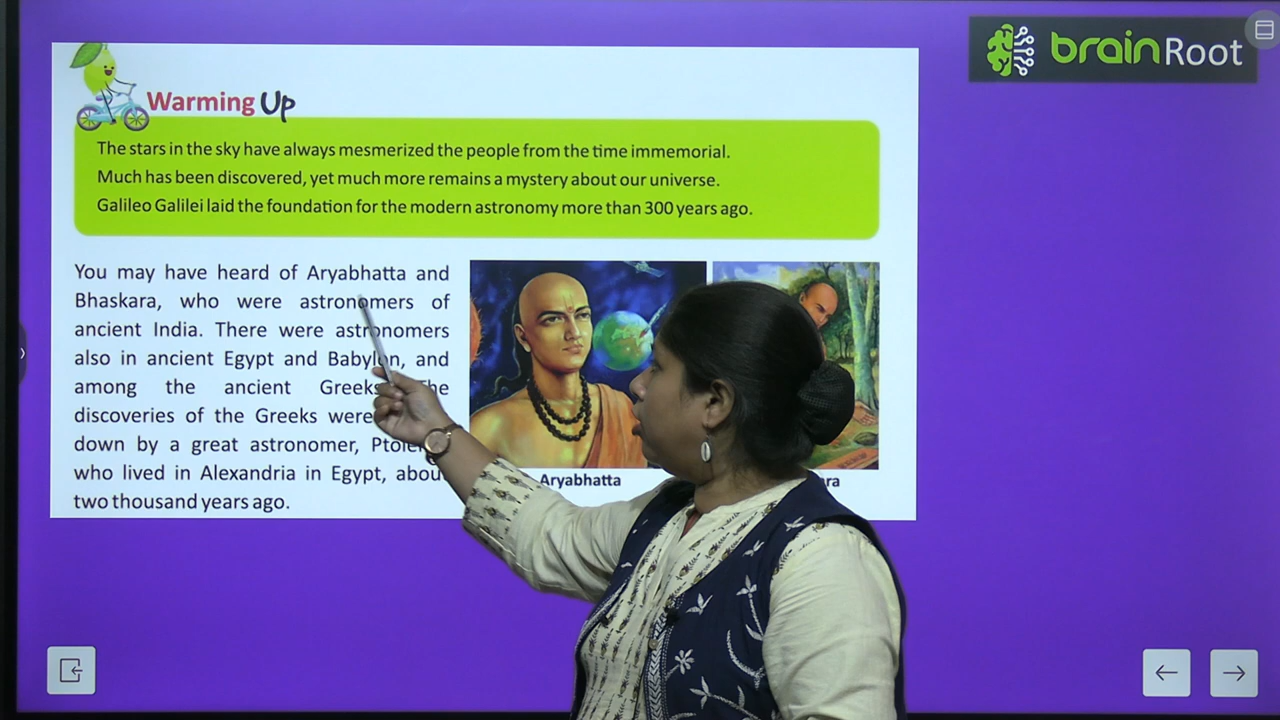 brainRoot
Warming Up
The stars in the sky have always mesmerized the people from the time immemorial.
Much has been discovered, yet much more remains a mystery about our universe.
Galileo Galilei laid the foundation for the modern astronomy more than 300 years ago.
You may have heard of Aryabhatta and
Bhaskara, who were astronomers of
ancient India. There were astronomers
also in ancient Egypt and Babylon, and
among the ancient Greeks
discoveries of the Greeks were
down by a great astronomer,
who lived in Alexandria in Egypt,
two thousand years ago.
Aryabhatta